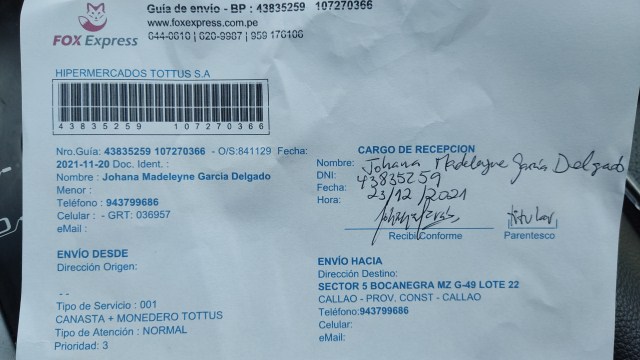 FOX Express
Guía de envío - BP : 43835259 107270366
www.foxexpress.com.pe
644-0610 | 620-9987 | 959 176106
HIPERMERCADOS TOTTUS S.A
43835259 107270366
Nro.Guía: 43835259 107270366 - O/S:841129 Fecha:
2021-11-20 Doc. Ident. :
Nombre : Johana Madeleyne Garcia Delgado
Menor :
Teléfono : 943799686
Celular : - GRT: 036957
eMail :
CARGO DE RECEPCION
Nombre: Johana Madeleyne García Delgado
DNI: 43835259
Fecha: 23/12/2021
Hora:
titular
Recibí Conforme Parentesco
ENVÍO DESDE
Dirección Origen:
- -
Tipo de Servicio : 001
CANASTA + MONEDERO TOTTUS
Tipo de Atención : NORMAL
Prioridad: 3
ENVÍO HACIA
Dirección Destino:
SECTOR 5 BOCANEGRA MZ G-49 LOTE 22
CALLAO - PROV. CONST - CALLAO
Teléfono:943799686
Celular:
eMail: